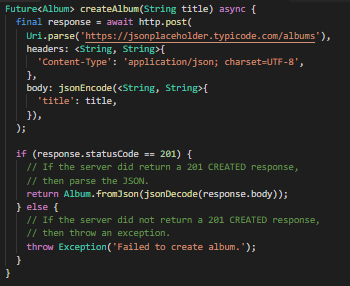 Future<Album> createAlbum(String title) async {
  final response = await http.post(
    Uri.parse('https://jsonplaceholder.typicode.com/albums'),
    headers: <String, String>{
      'Content-Type': 'application/json; charset=UTF-8',
    },
    body: jsonEncode(<String, String>{
      'title': title,
    }),
  );

  if (response.statusCode == 201) {
    // If the server did return a 201 CREATED response,
    // then parse the JSON.
    return Album.fromJson(jsonDecode(response.body));
  } else {
    // If the server did not return a 201 CREATED response,
    // then throw an exception.
    throw Exception('Failed to create album.');
  }
}